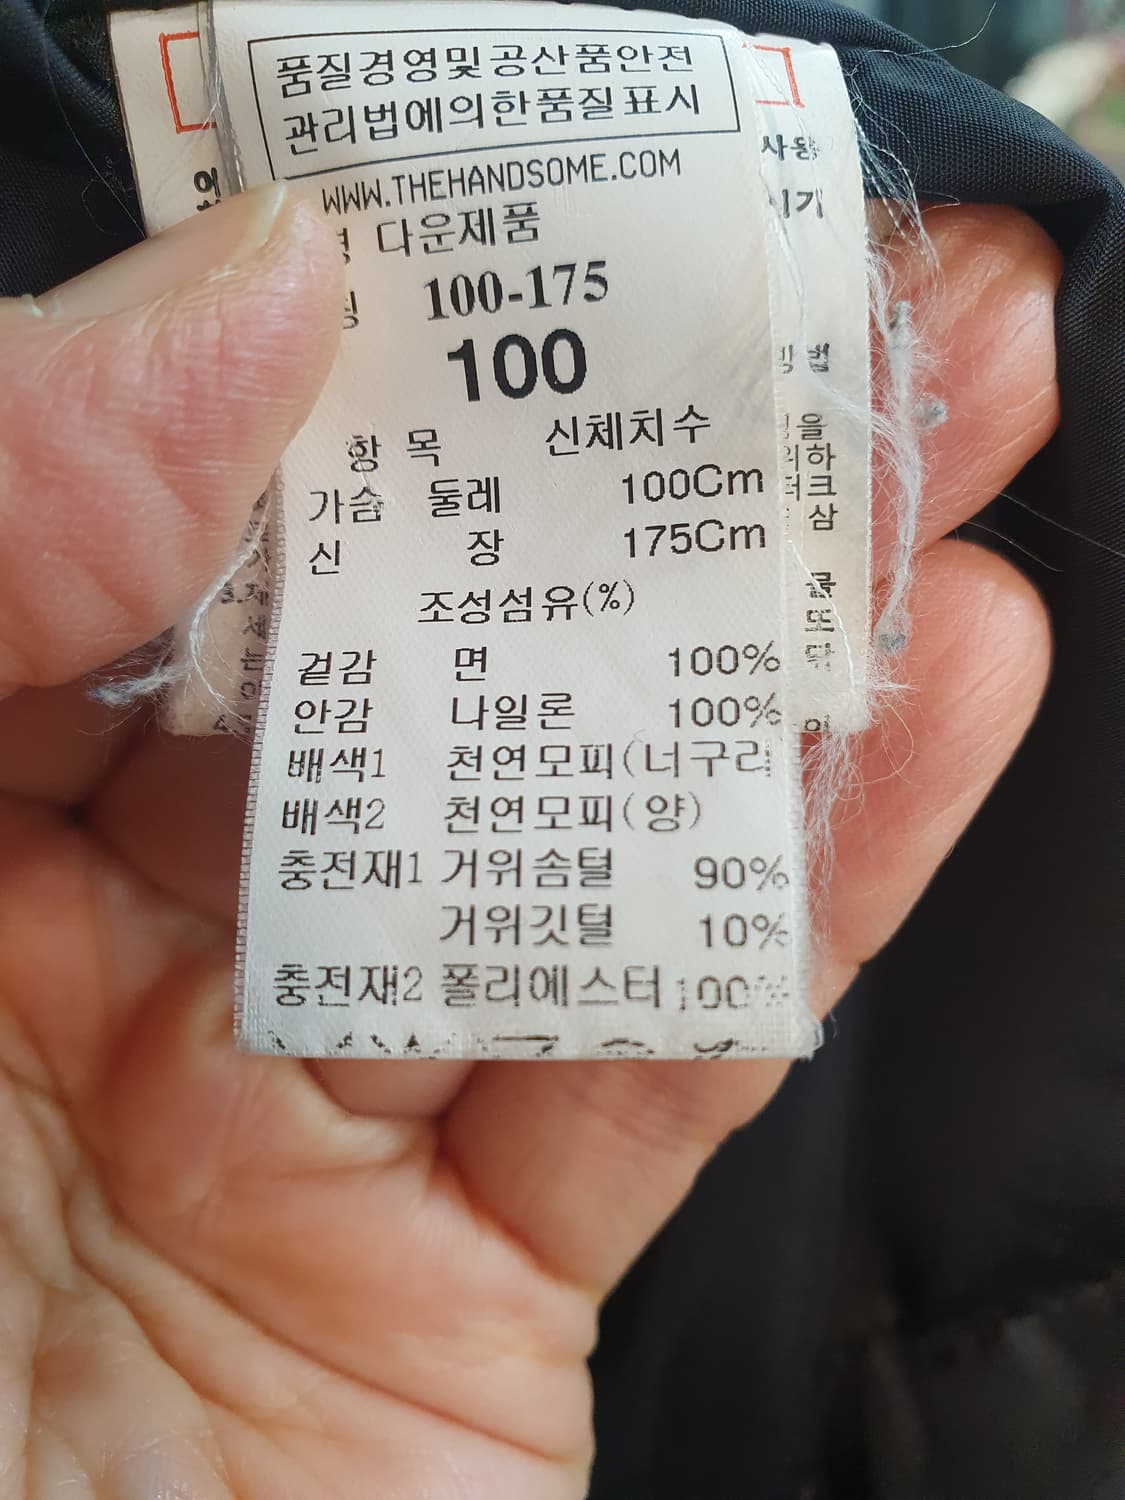 품질경영및공산품안전
관리법에의한품질표시
WWW.THEHANDSOME.COM
다운제품
100-175
100
항 목 신체치수
가슴 둘레 100Cm
신 장 175Cm
조성섬유(%)
겉감 면 100%
안감 나일론 100%
배색1 천연모피(너구리
배색2 천연모피(양)
충전재1 거위솜털 90%
거위깃털 10%
충전재2 폴리에스터 100%